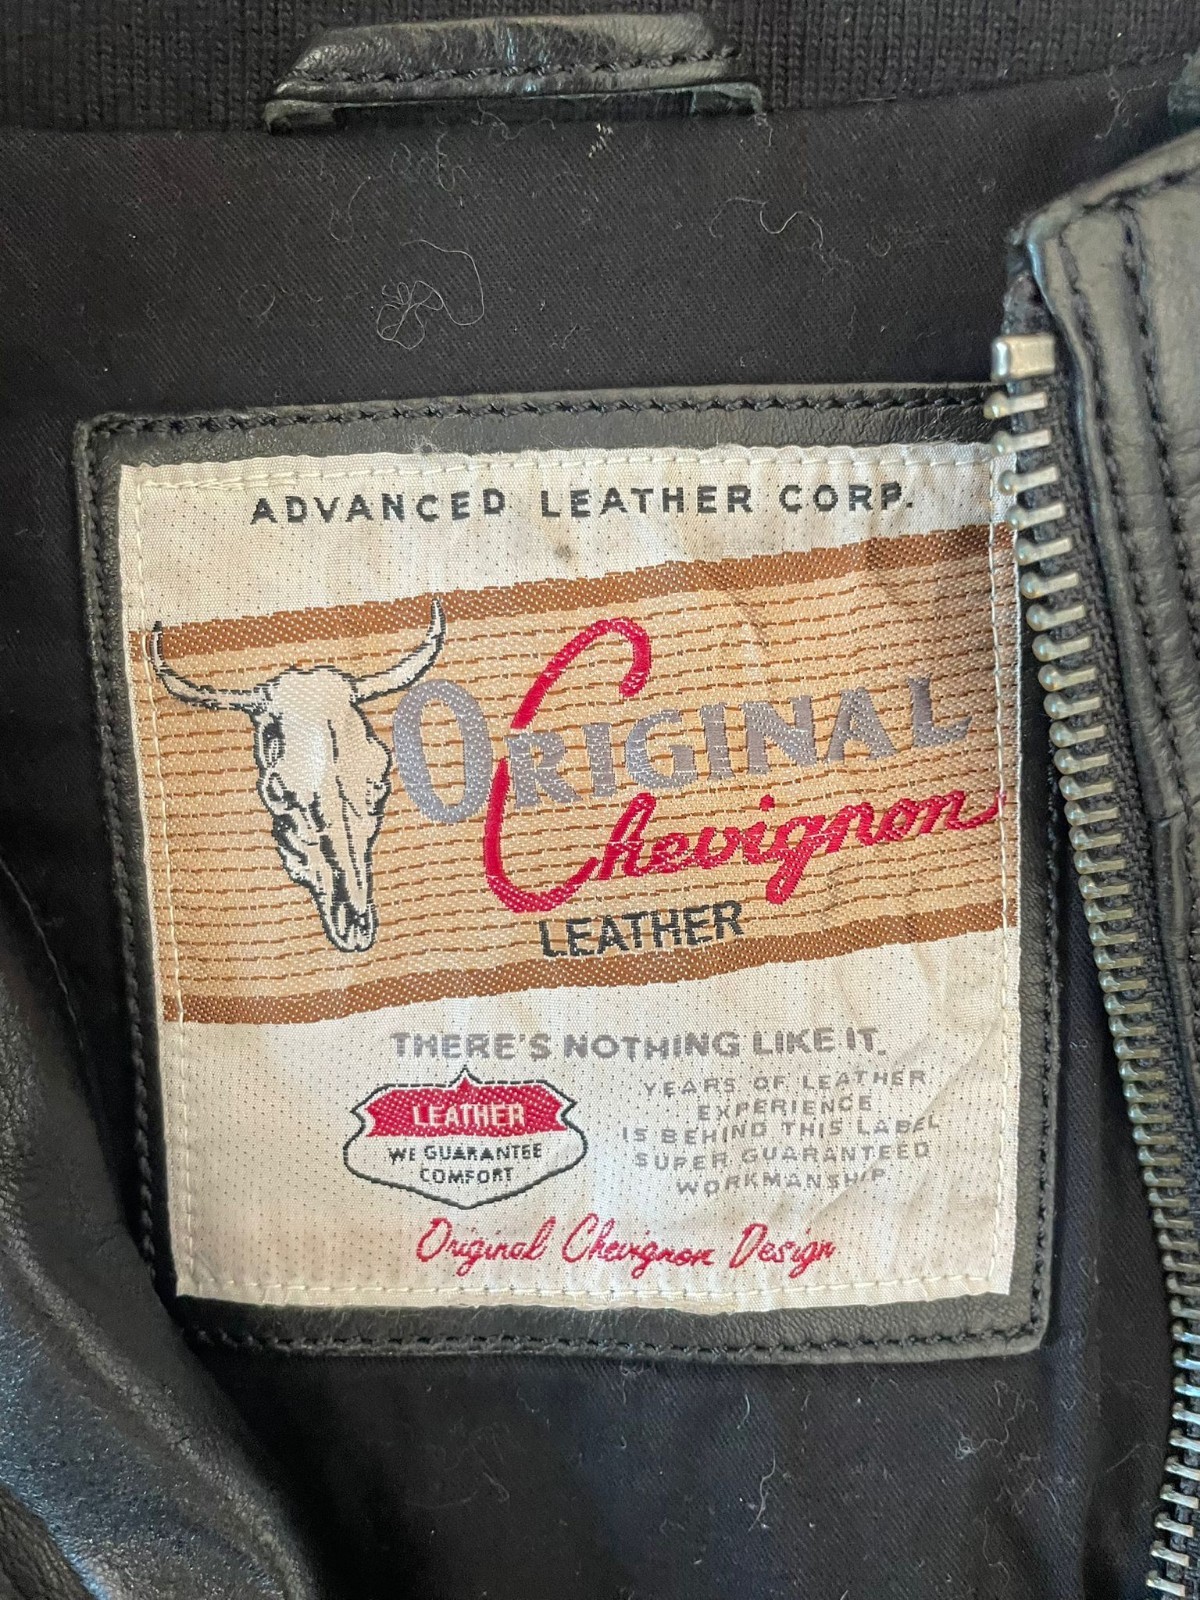 ADVANCED LEATHER CORP.
ORIGINAL
Chevignon
LEATHER
THERE'S NOTHING LIKE IT.
LEATHER
WE GUARANTEE
COMFORT
YEARS OF LEATHER
EXPERIENCE
IS BEHIND THIS LABEL
SUPER GUARANTEED
WORKMANSHIP.
Original Chevignon Design